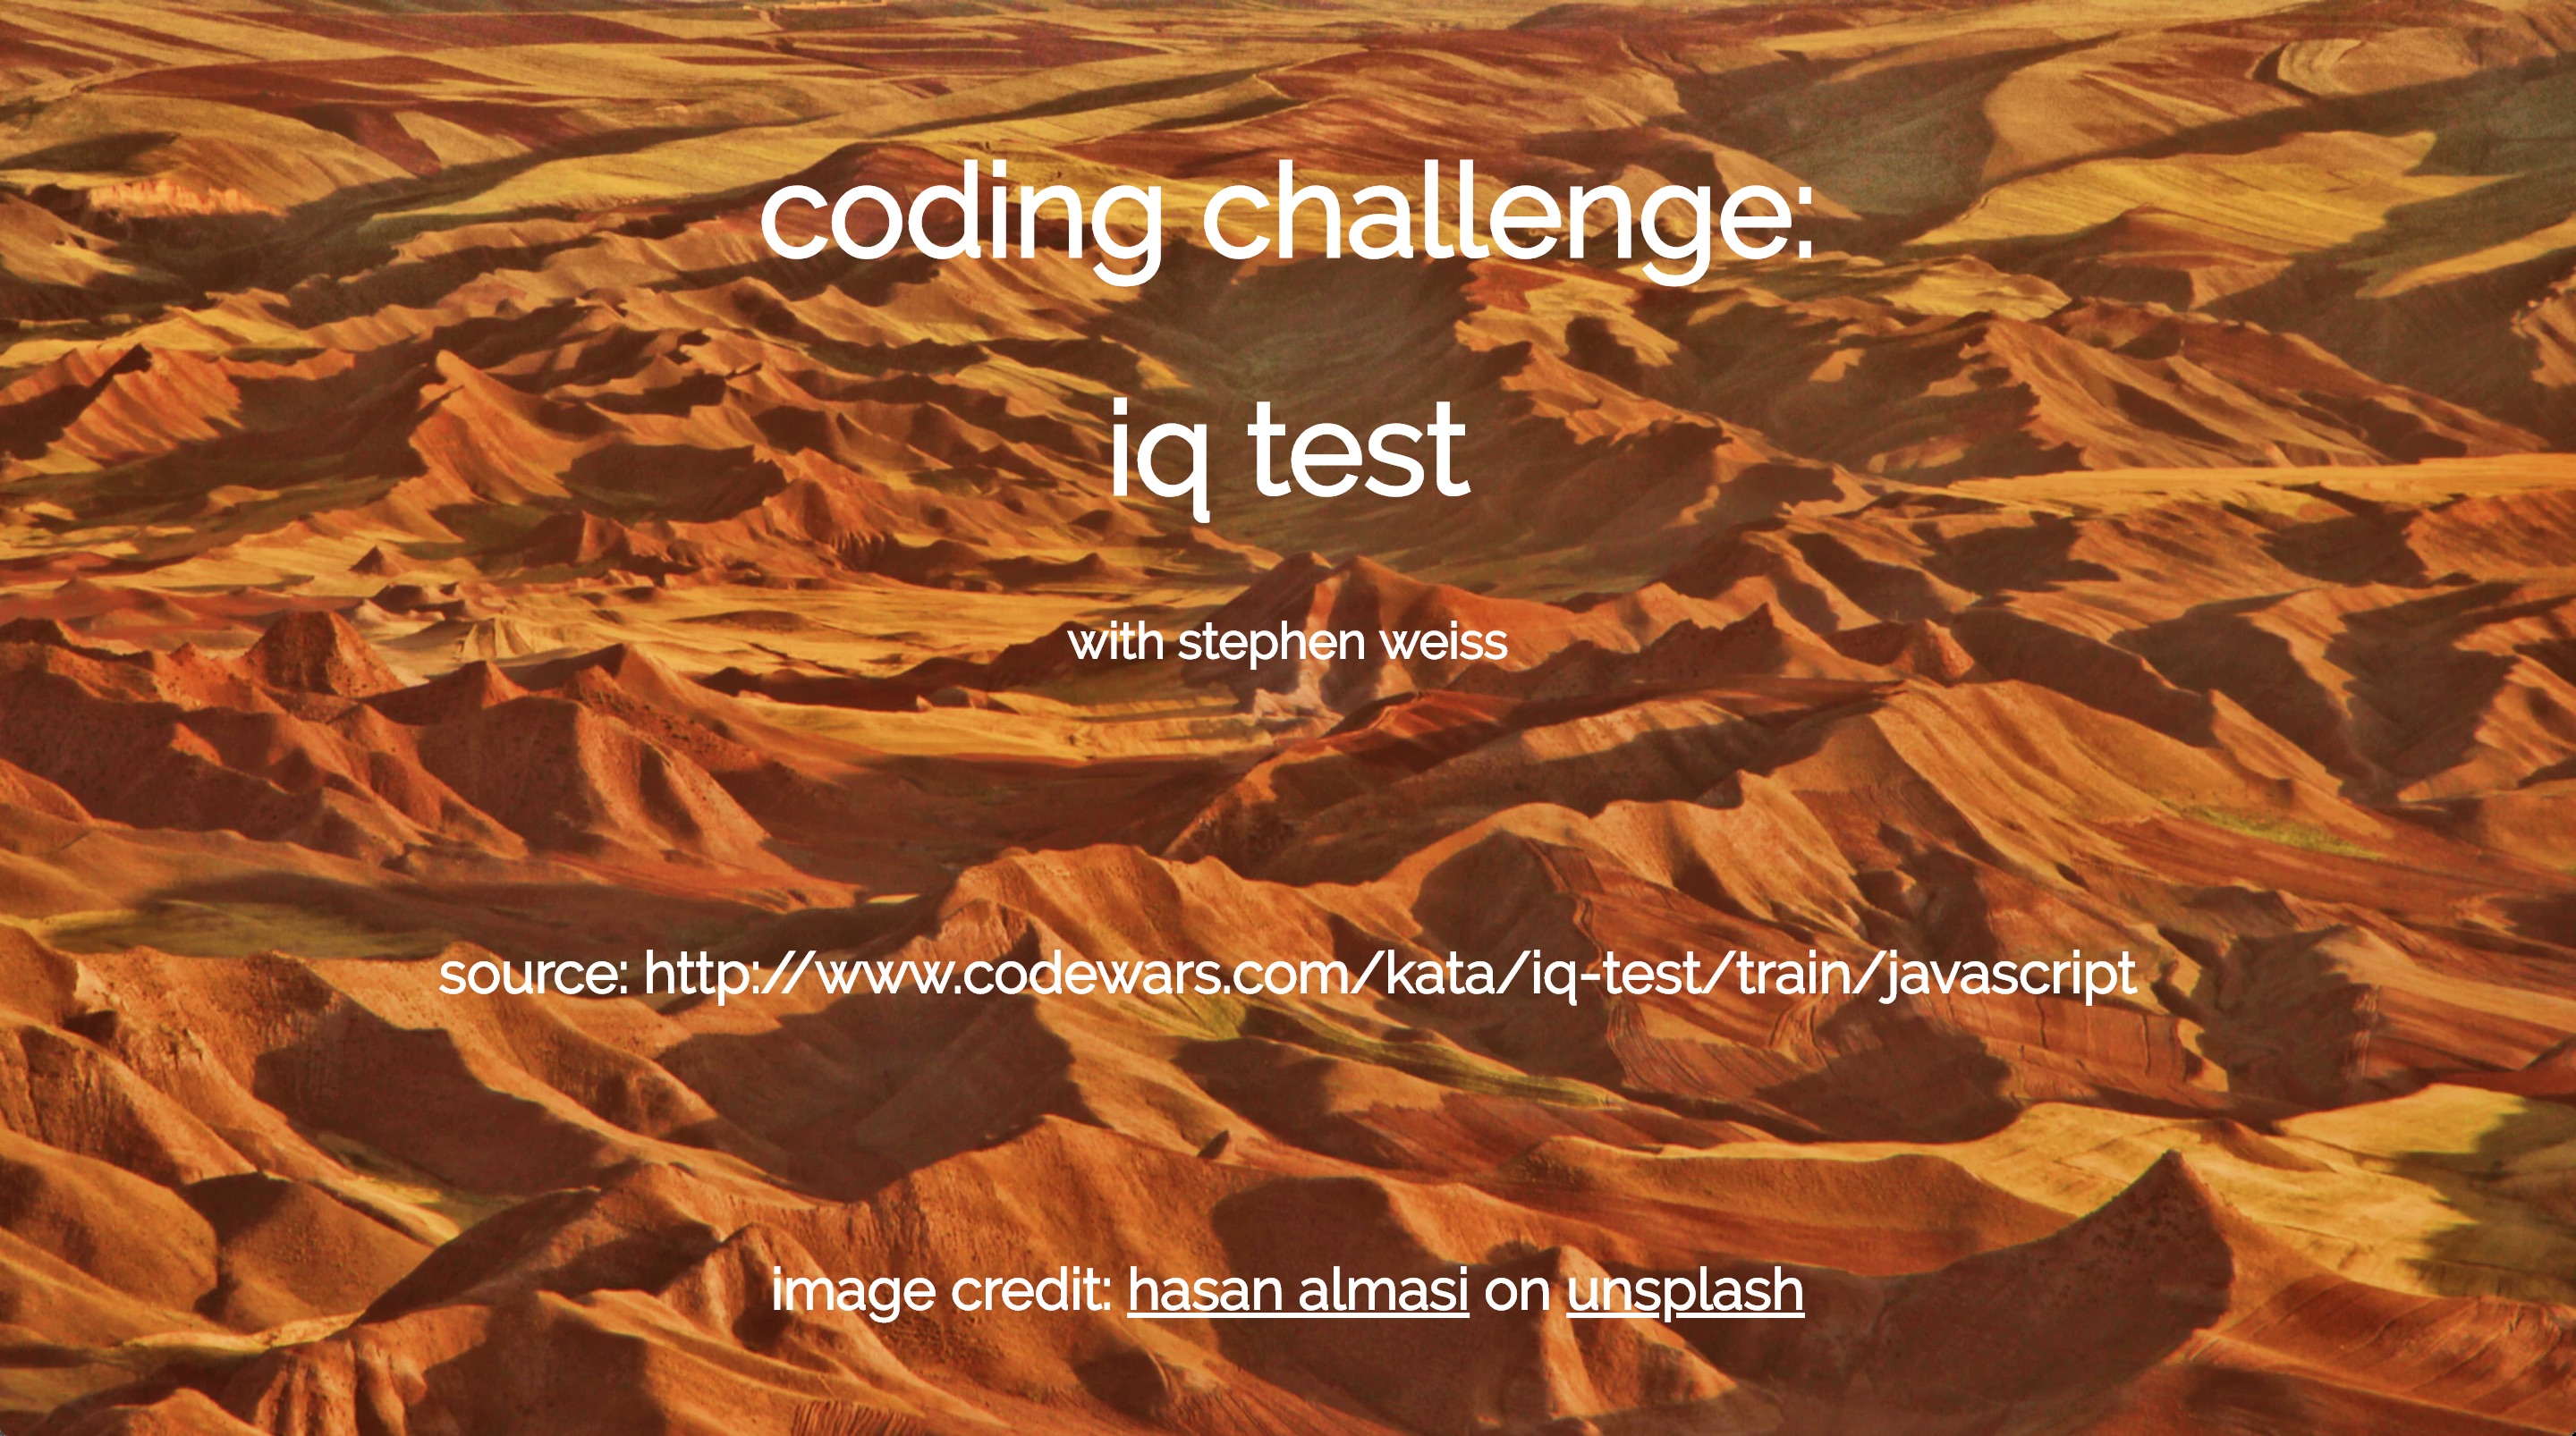 coding challenge:
iq test
with stephen weiss
source: http://www.codewars.com/kata/iq-test/train/javascript
image credit: hasan almasi on unsplash